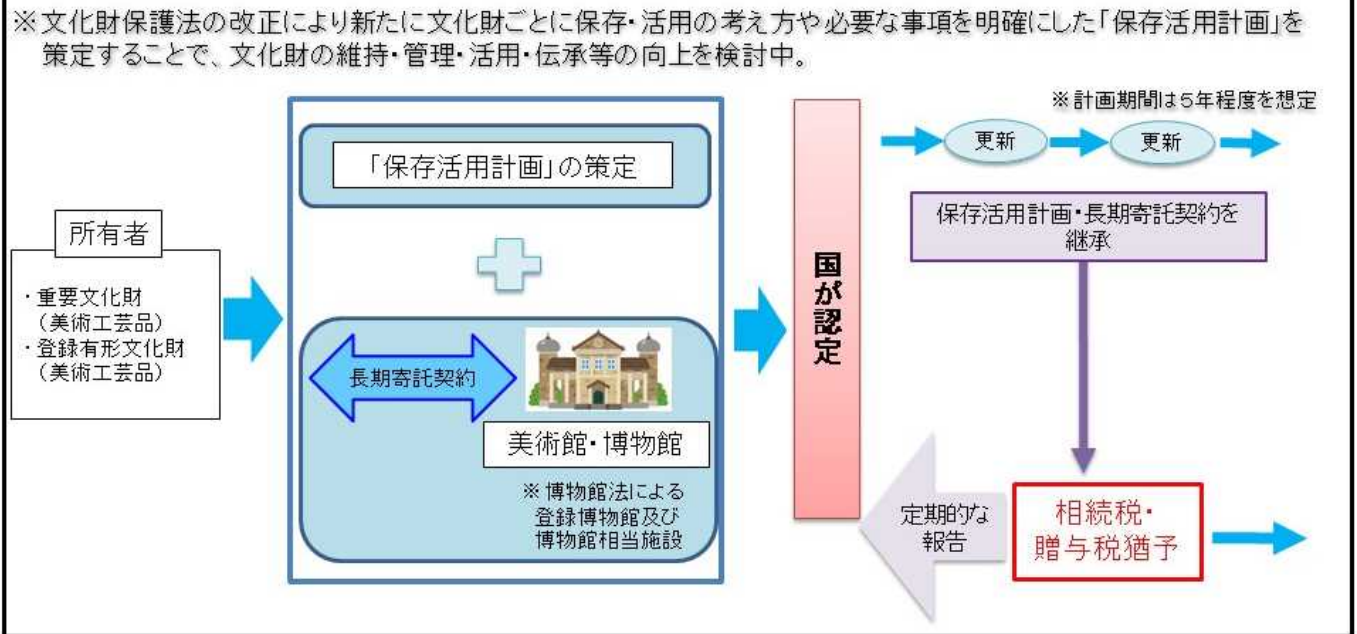 ※文化財保護法の改正により新たに文化財ごとに保存・活用の考え方や必要な事項を明確にした「保存活用計画」を
策定することで、文化財の維持・管理・活用・伝承等の向上を検討中。
所有者
・重要文化財
（美術工芸品）
・登録有形文化財
（美術工芸品）
「保存活用計画」の策定
長期寄託契約
美術館・博物館
※博物館法による
登録博物館及び
博物館相当施設
国が認定
※計画期間は５年程度を想定
更新
更新
保存活用計画・長期寄託契約を
継承
定期的な
報告
相続税・
贈与税猶予